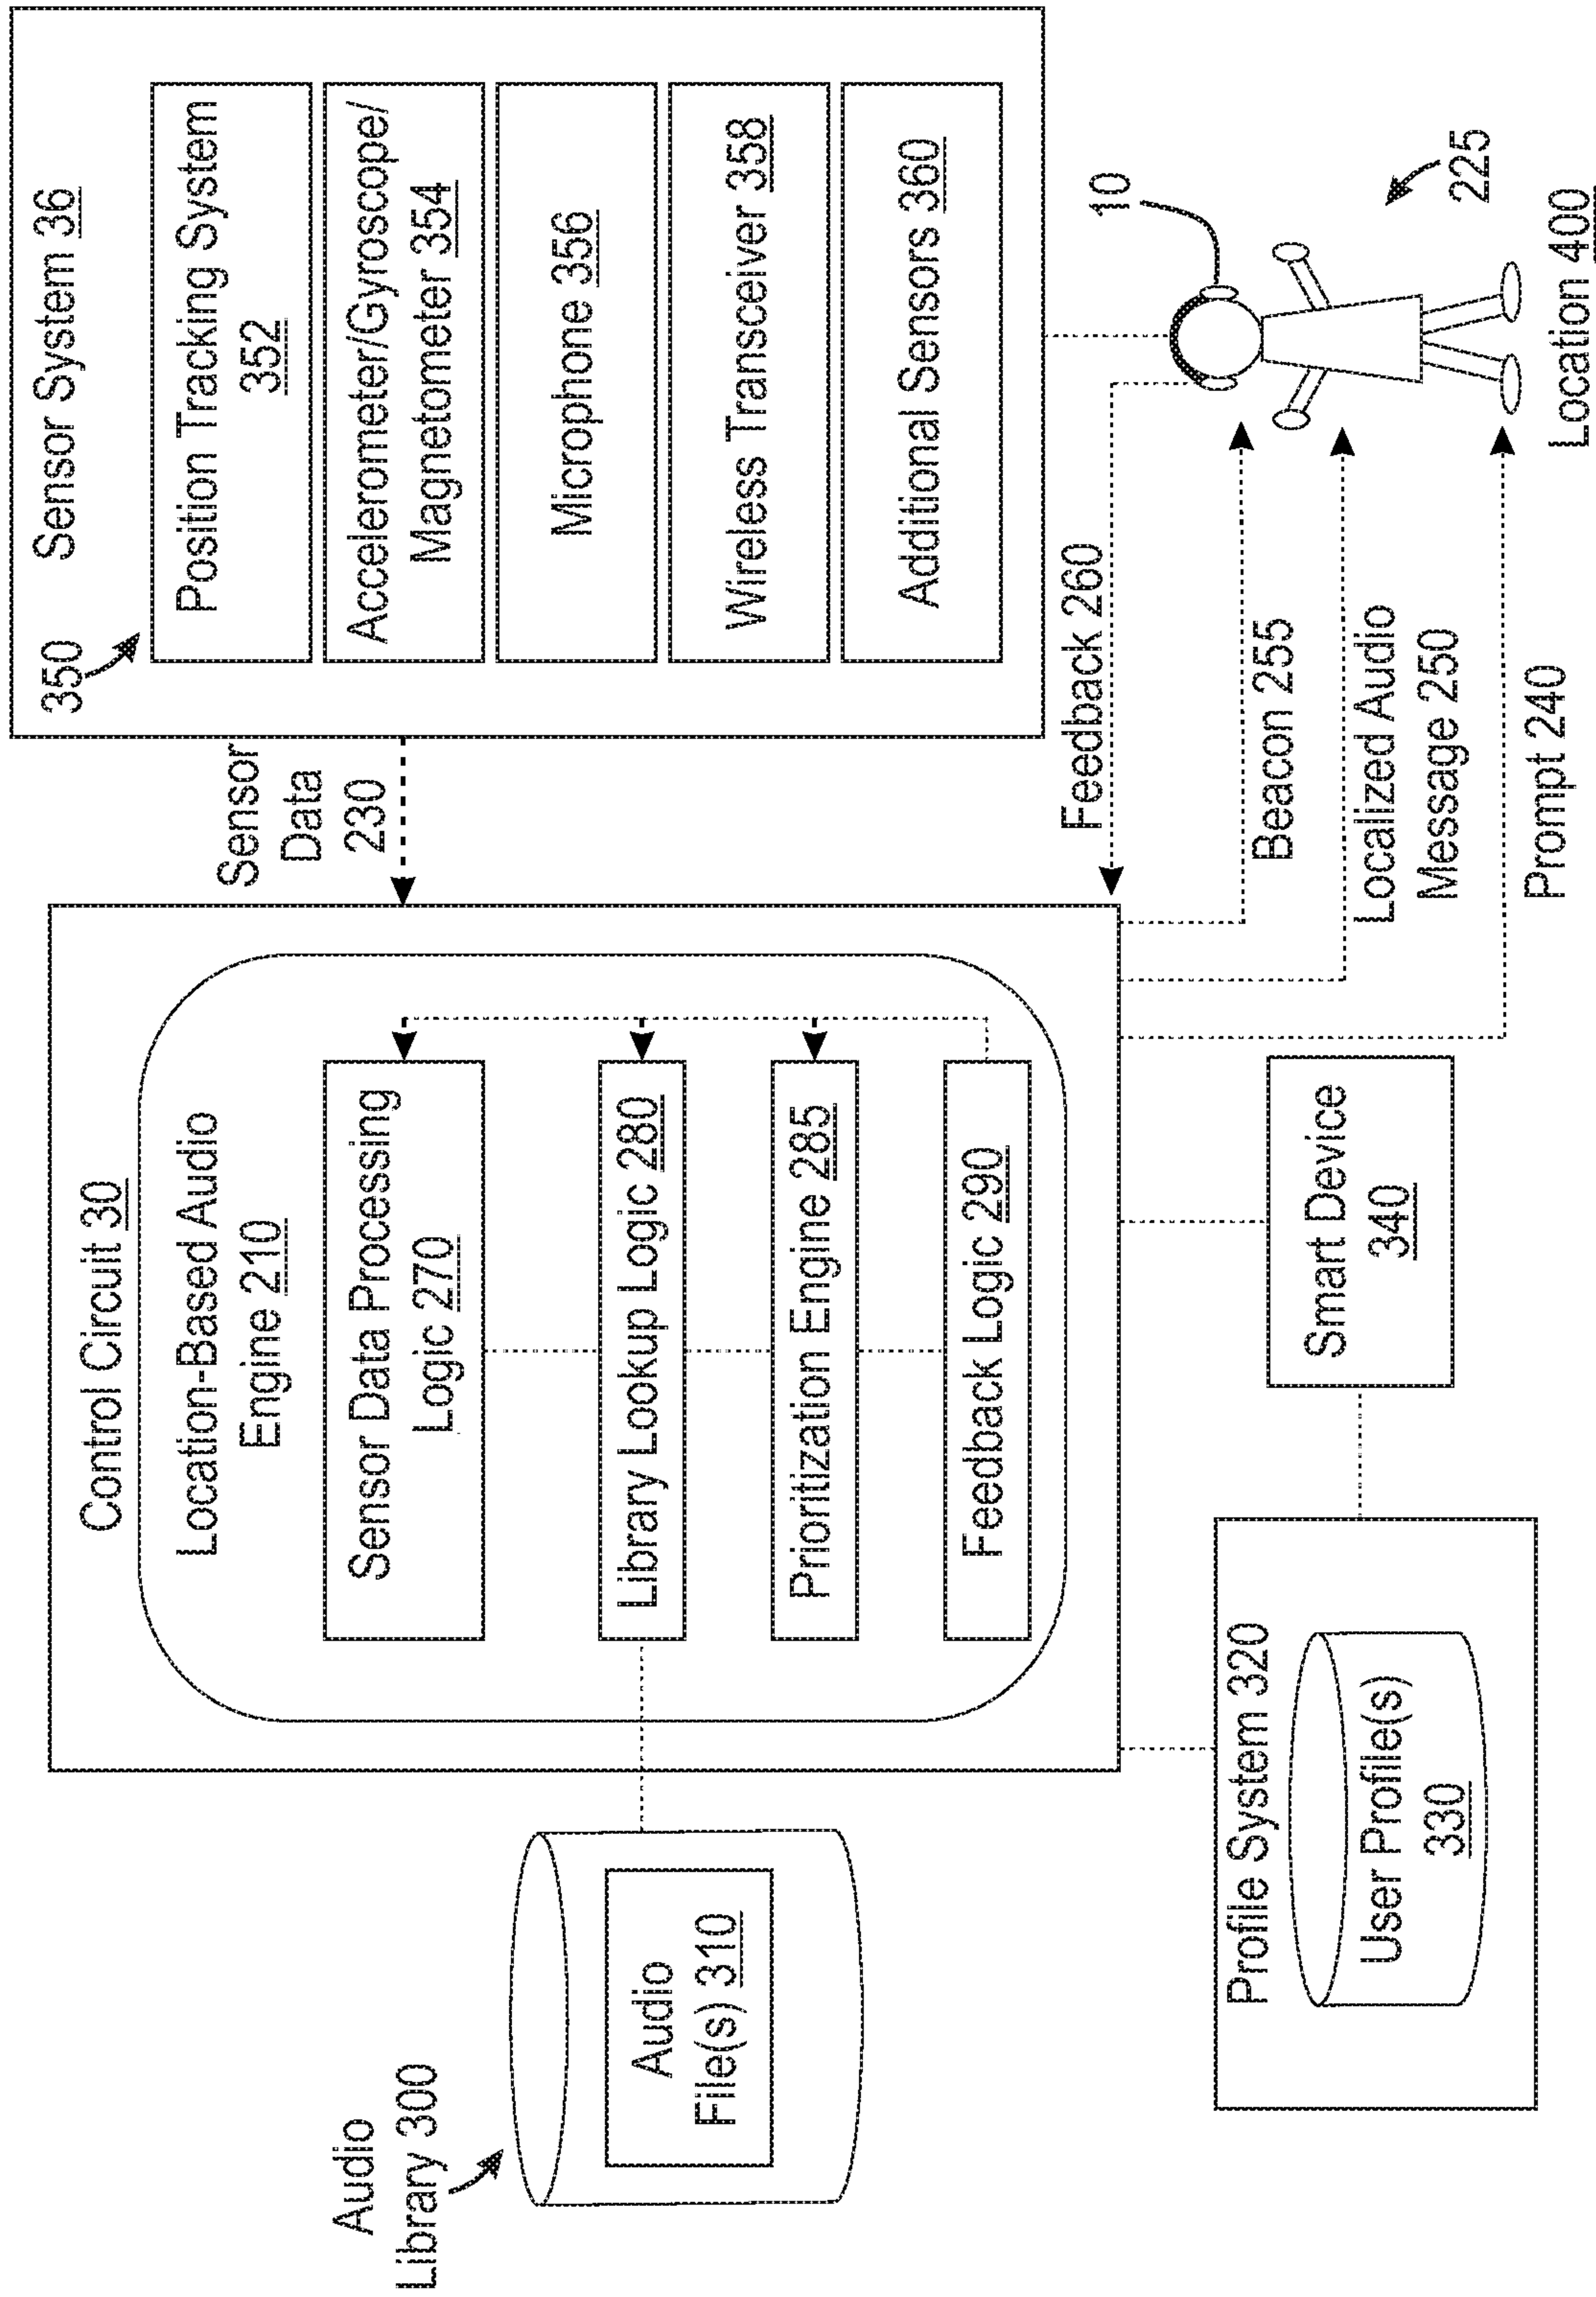 Audio
Library 300
Audio
File(s) 310
Control Circuit 30
Location-Based Audio
Engine 210
Sensor Data Processing
Logic 270
Library Lookup Logic 280
Prioritization Engine 285
Feedback Logic 290
Sensor
Data
230
350
Sensor System 36
Position Tracking System
352
Accelerometer/Gyroscope/
Magnetometer 354
Microphone 356
Wireless Transceiver 358
Additional Sensors 360
Profile System 320
User Profile(s)
330
Smart Device
340
Feedback 260
Beacon 255
Localized Audio
Message 250
Prompt 240
10
225
Location 400